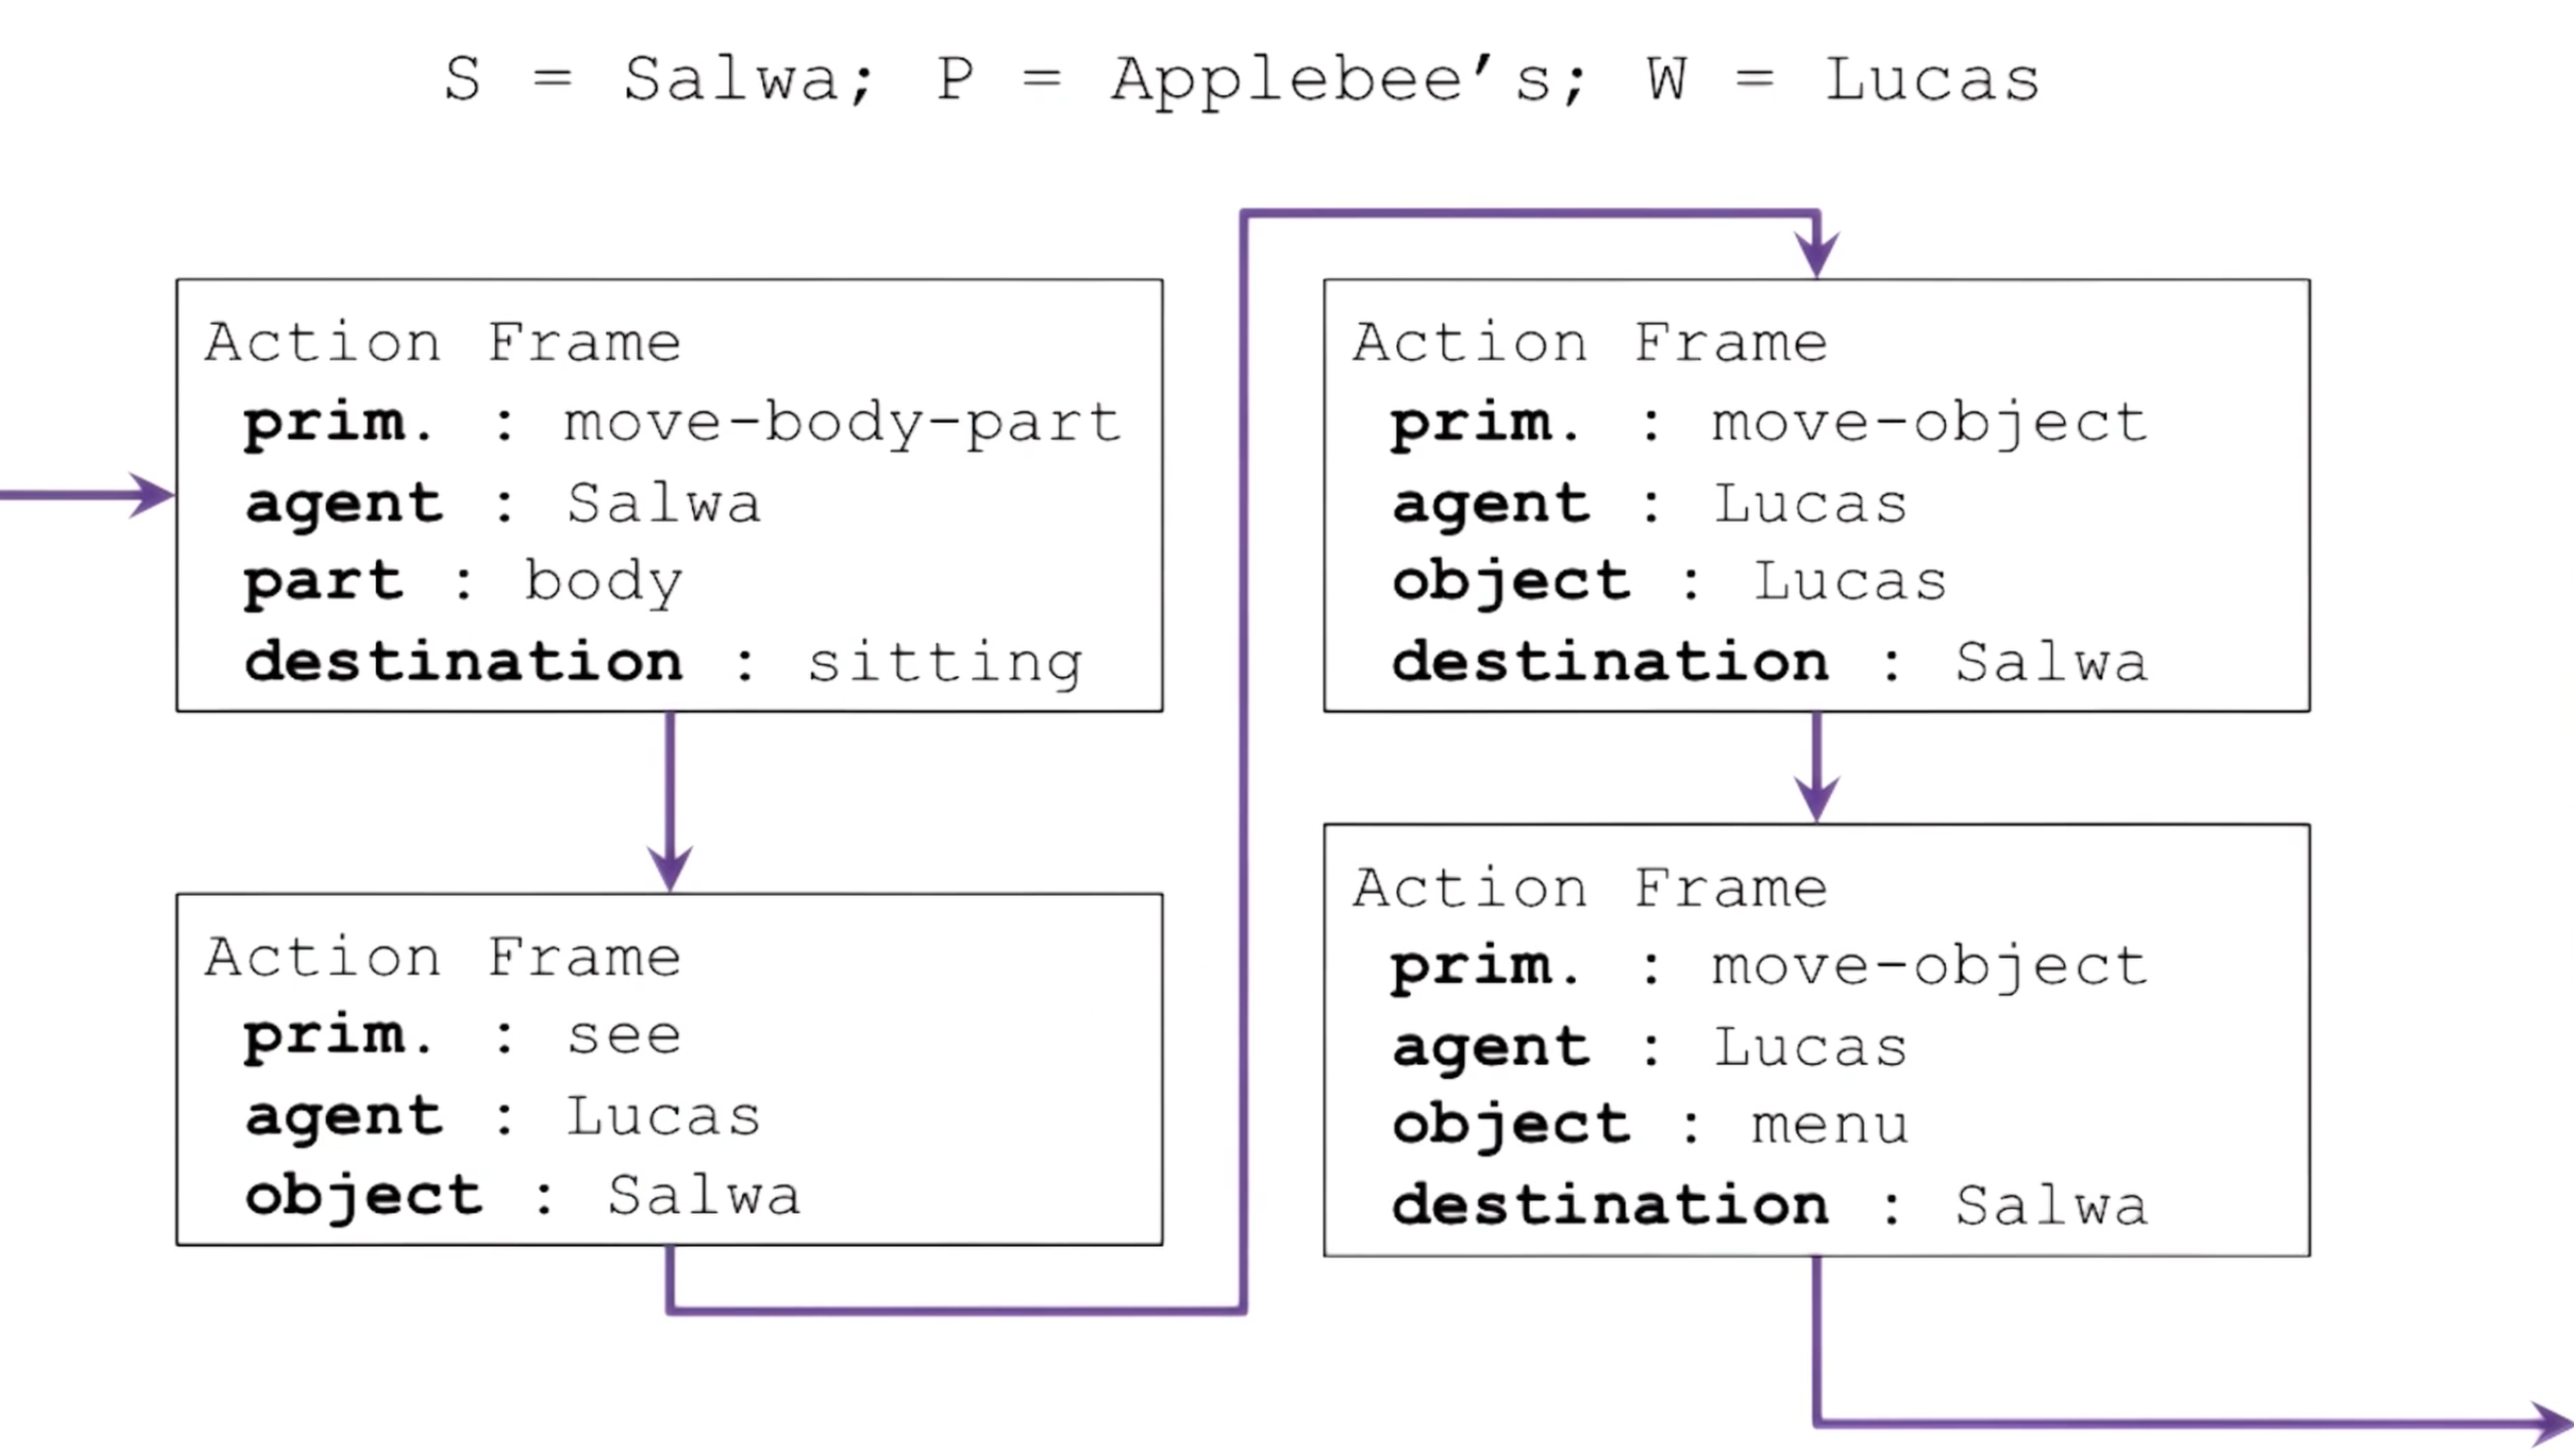 S = Salwa; P = Applebee’s; W = Lucas
Action Frame
prim. : move-body-part
agent : Salwa
part : body
destination : sitting
Action Frame
prim. : see
agent : Lucas
object : Salwa
Action Frame
prim. : move-object
agent : Lucas
object : Lucas
destination : Salwa
Action Frame
prim. : move-object
agent : Lucas
object : menu
destination : Salwa